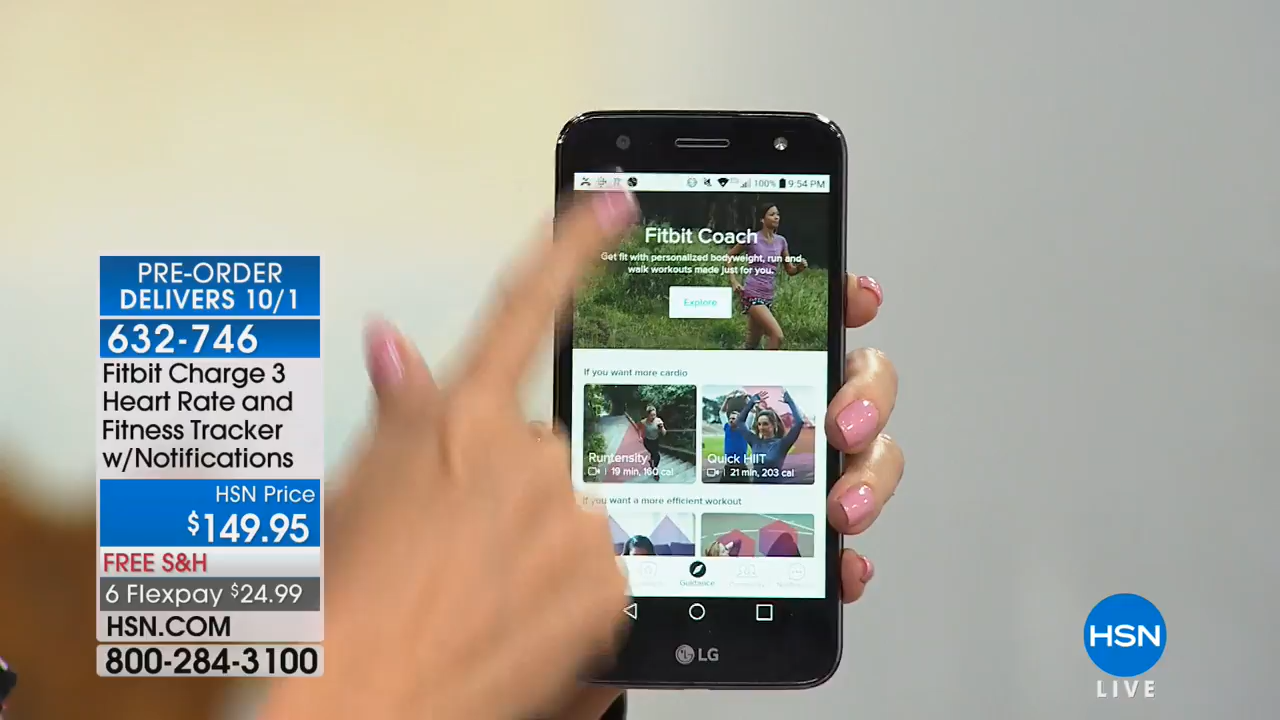 PRE-ORDER
DELIVERS 10/1
632-746
Fitbit Charge 3
Heart Rate and
Fitness Tracker
w/Notifications
HSN Price
$149.95
FREE S&H
6 Flexpay $24.99
HSN.COM
800-284-3100
100% 9:54 PM
Fitbit Coach
Get fit with personalized bodyweight, run and
walk workouts made just for you.
Explore
If you want more cardio
Runtensity
19 min, 160 cal
Quick HIIT
21 min, 203 cal
If you want a more efficient workout
Guidance
LG
HSN
LIVE